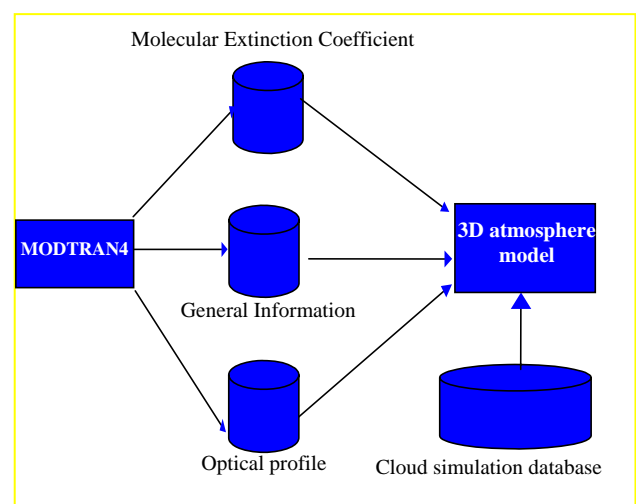 Molecular Extinction Coefficient
MODTRAN4
3D atmosphere
model
General Information
Optical profile
Cloud simulation database